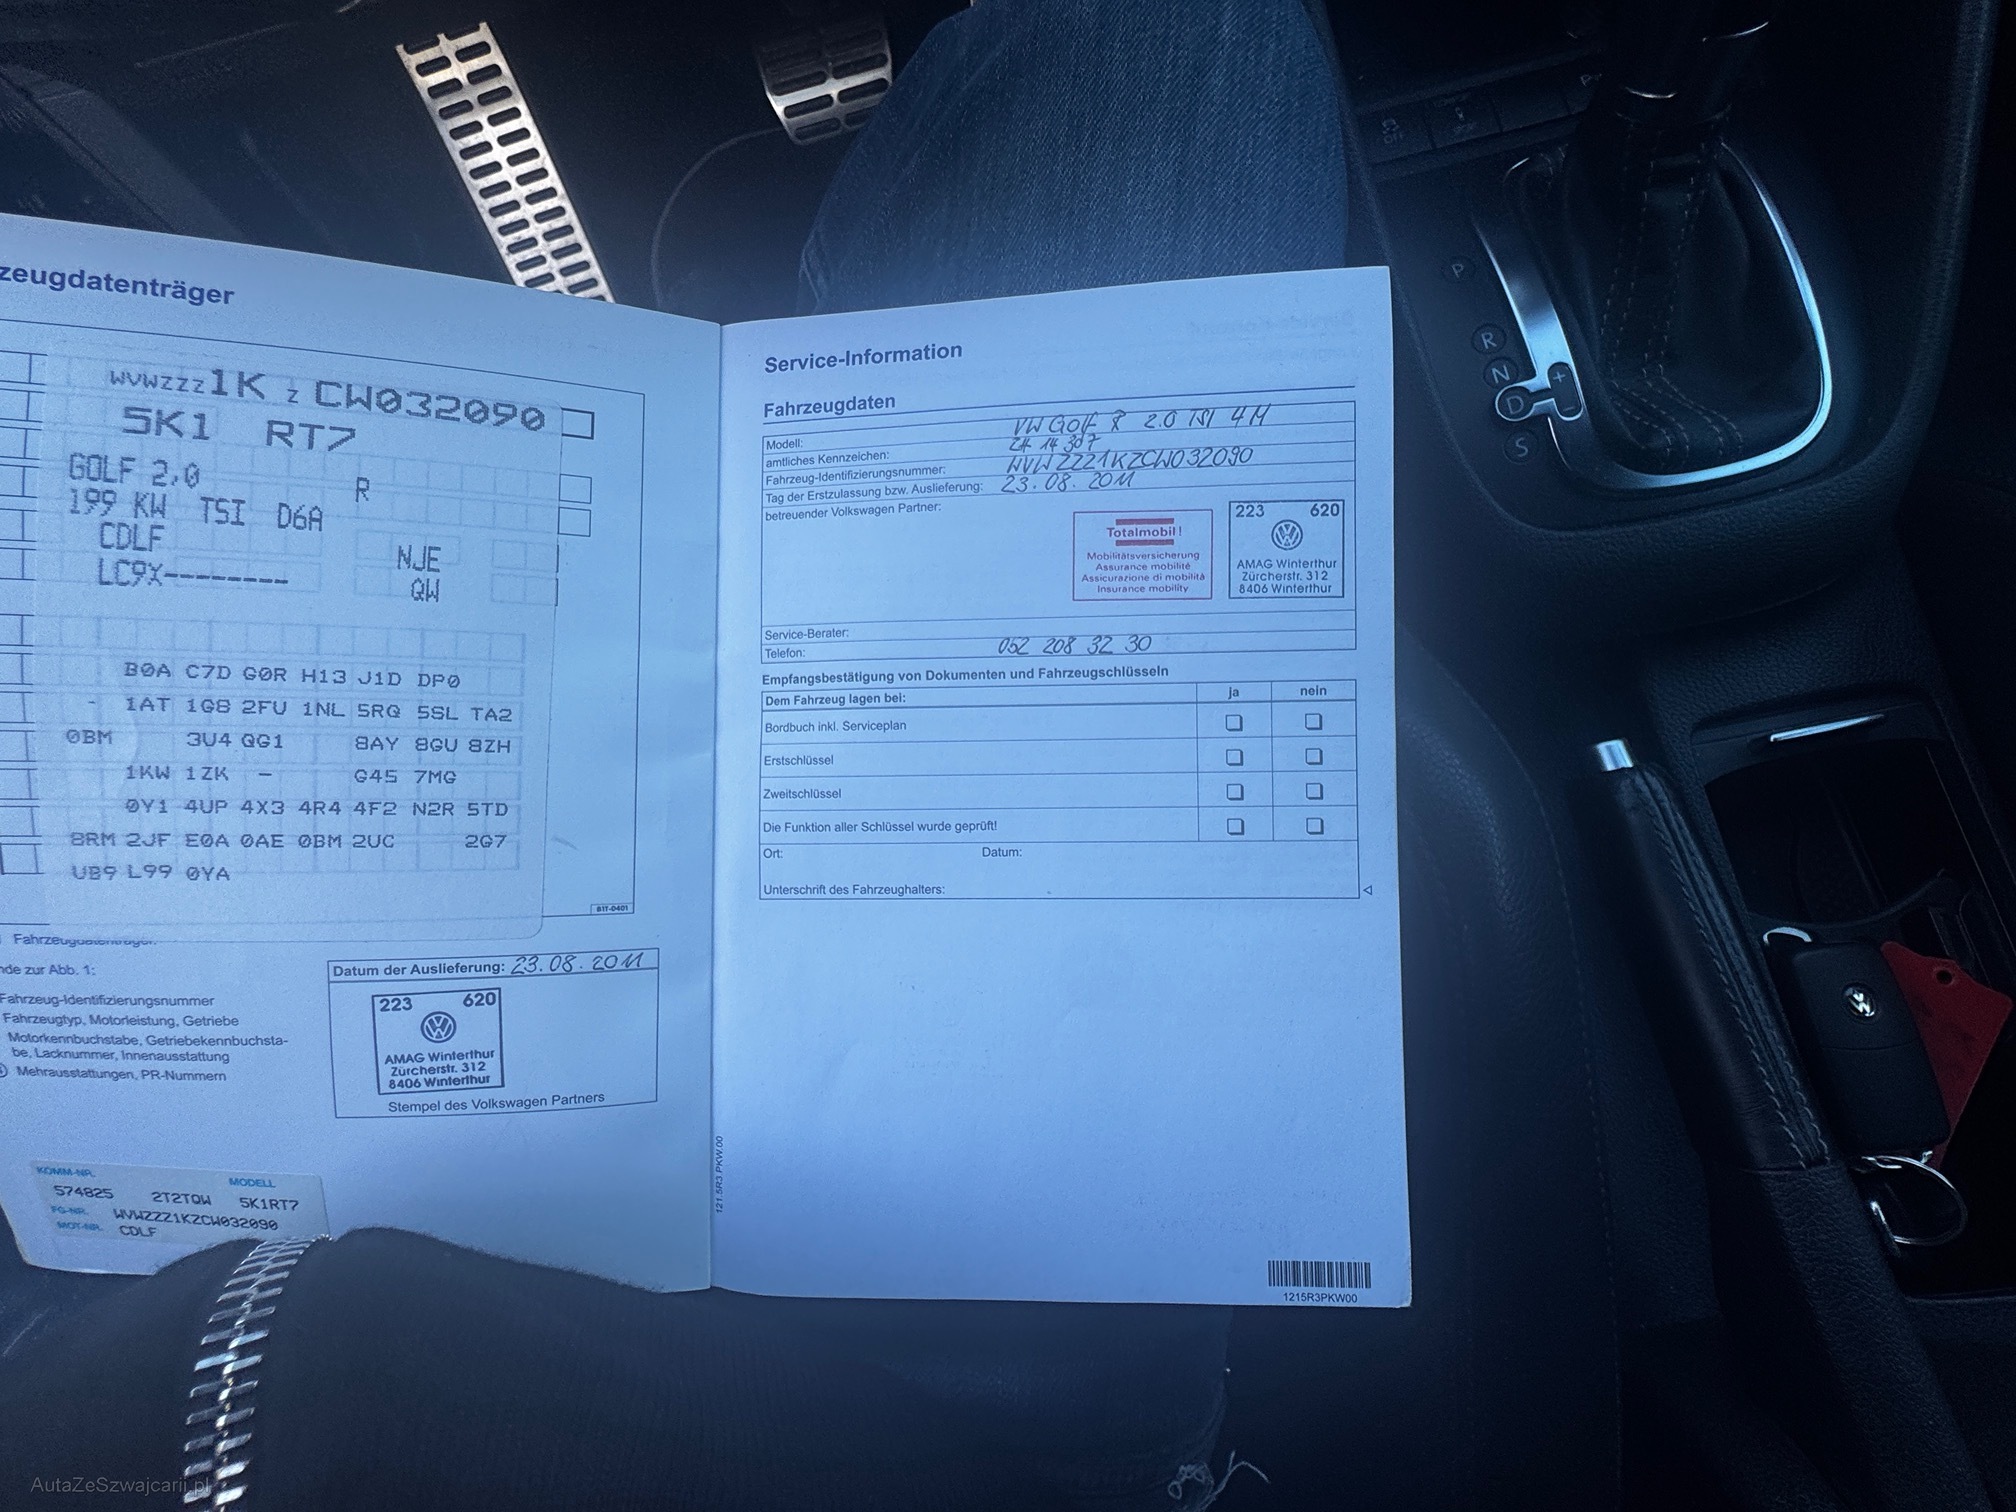 zeugdatenträger
WVWZZZ1K Z CW032090
5K1 RT7
GOLF 2,0 R
199 KW TSI D6A
CDLF NJE
LC9X-------- QW
B0A C7D G0R H13 J1D DP0
- 1AT 1G8 2FU 1NL 5RQ 5SL TA2
0BM 3U4 QG1 8AY 8GU 8ZH
1KW 1ZK - G45 7MG
0Y1 4UP 4X3 4R4 4F2 N2R 5TD
8RM 2JF E0A 0AE 0BM 2UC 2G7
UB9 L99 0YA
B1T-0401
Fahrzeugdatenträger.
nde zur Abb. 1:
Fahrzeug-Identifizierungsnummer
Fahrzeugtyp, Motorleistung, Getriebe
Motorkennbuchstabe, Getriebekennbuchsta-
be, Lacknummer, Innenausstattung
Mehrausstattungen, PR-Nummern
Datum der Auslieferung: 23.08.2011
223 620
AMAG Winterthur
Zürcherstr. 312
8406 Winterthur
Stempel des Volkswagen Partners
KOMM-NR. MODELL
574825 2T2TQW 5K1RT7
FG-NR. WVWZZZ1KZCW032090
MOT-NR. CDLF
121.5R3.PKW.00
Service-Information
Fahrzeugdaten
Modell: VW Golf R 2.0 TSI 4M
amtliches Kennzeichen:
Fahrzeug-Identifizierungsnummer: WVWZZZ1KZCW032090
Tag der Erstzulassung bzw. Auslieferung: 23.08.2011
betreuender Volkswagen Partner:
Totalmobil!
Mobilitätsversicherung
Assurance mobilité
Assicurazione di mobilità
Insurance mobility
223 620
AMAG Winterthur
Zürcherstr. 312
8406 Winterthur
Service-Berater:
Telefon: 052 208 32 30
Empfangsbestätigung von Dokumenten und Fahrzeugschlüsseln
Dem Fahrzeug lagen bei: ja nein
Bordbuch inkl. Serviceplan
Erstschlüssel
Zweitschlüssel
Die Funktion aller Schlüssel wurde geprüft!
Ort: Datum:
Unterschrift des Fahrzeughalters:
1215R3PKW00
P
R
N
D
+
-
S
OFF
AutaZeSzwajcarii.pl